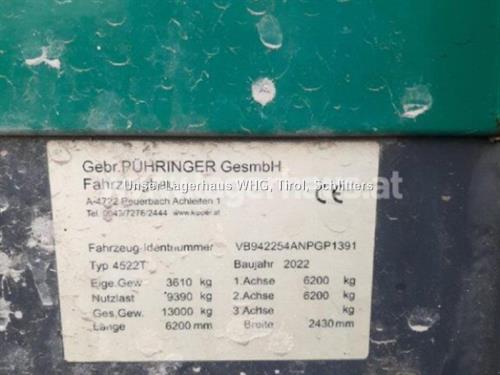 Gebr.PÜHRINGER GesmbH
Unser Lagerhaus WHG, Tirol, Schlitters
A-4722 Peuerbach Achleiten 1
Tel. 0043/7276/2444 www.kipper.at
CE
Fahrzeug-Identnummer VB942254ANPGP1391
Typ 4522T Baujahr 2022
Eige.Gew 3610 kg 1.Achse 6200 kg
Nutzlast 9390 kg 2.Achse 6200 kg
Ges.Gew. 13000 kg 3 Achse kg
Länge 6200 mm Breite 2430 mm